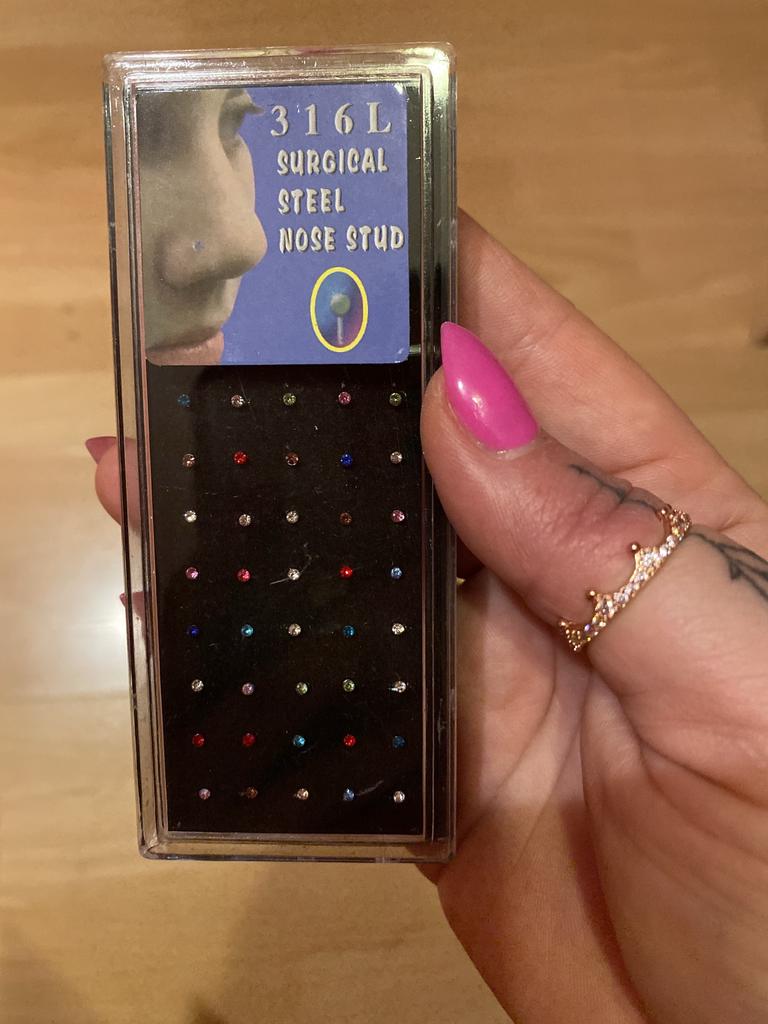 316L
SURGICAL
STEEL
NOSE STUD